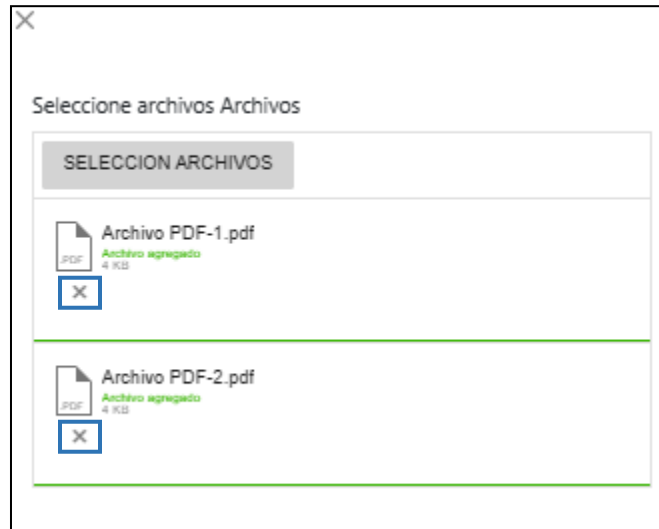 Seleccione archivos Archivos
SELECCION ARCHIVOS
Archivo PDF-1.pdf
Archivo agregado
.PDF
4 KB
Archivo PDF-2.pdf
Archivo agregado
.PDF
4 KB